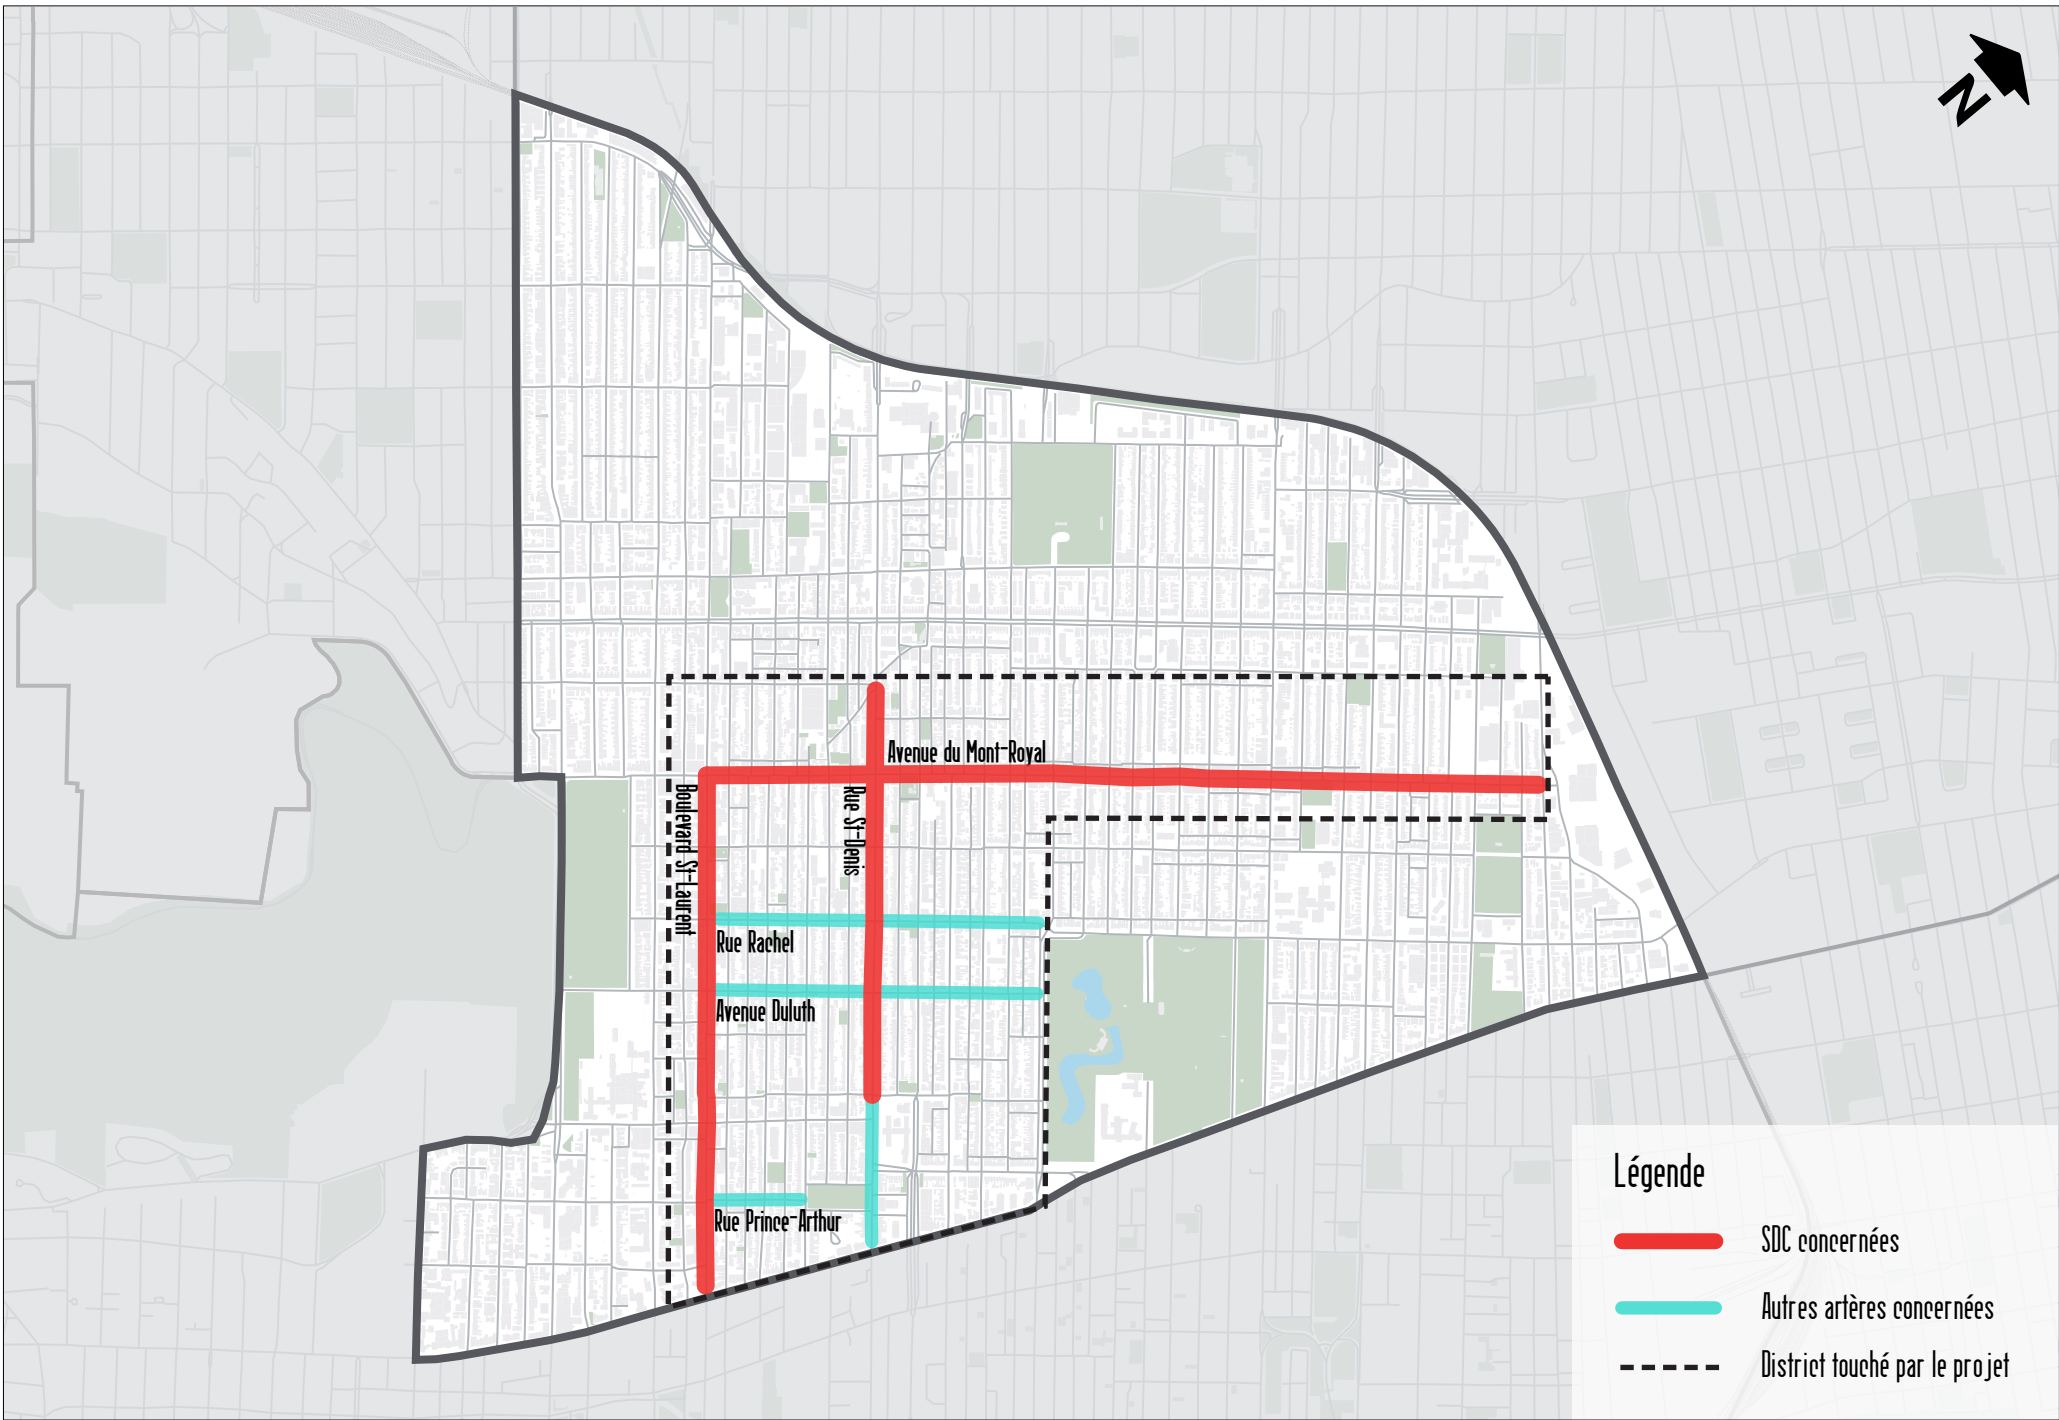 N
Avenue du Mont-Royal
Boulevard St-Laurent
Rue St-Denis
Rue Rachel
Avenue Duluth
Rue Prince-Arthur
Légende
SDC concernées
Autres artères concernées
District touché par le projet